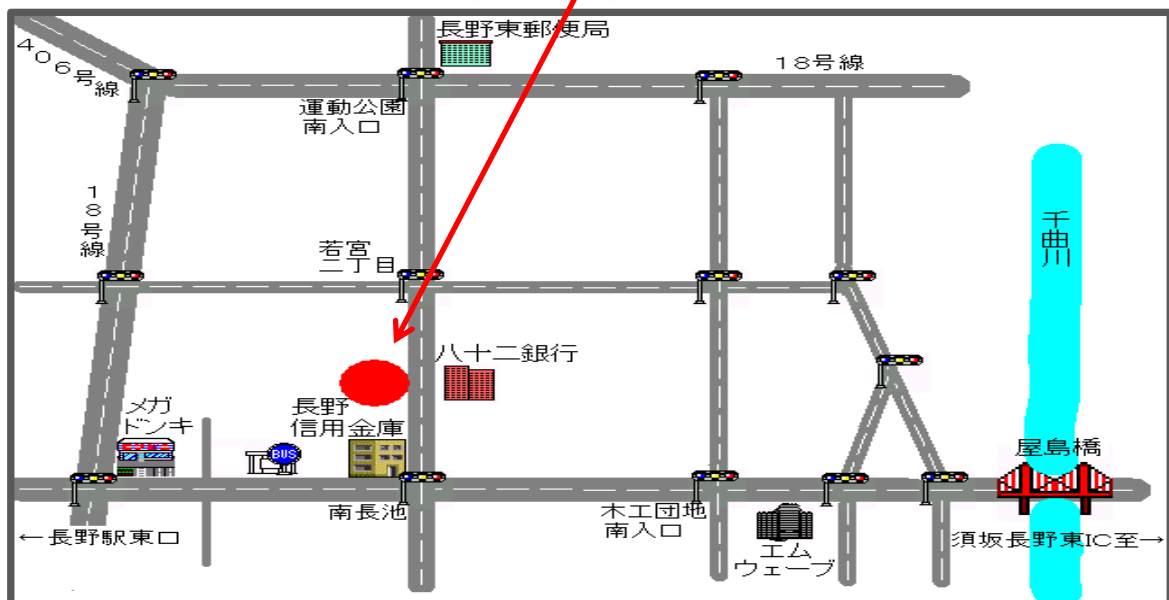 長野東郵便局
406号線
18号線
運動公園
南入口
18号線
若宮
二丁目
千曲川
八十二銀行
メガ
ドンキ
長野
信用金庫
BUS
屋島橋
南長池
木工団地
南入口
←長野駅東口
エム
ウェーブ
須坂長野東IC至→